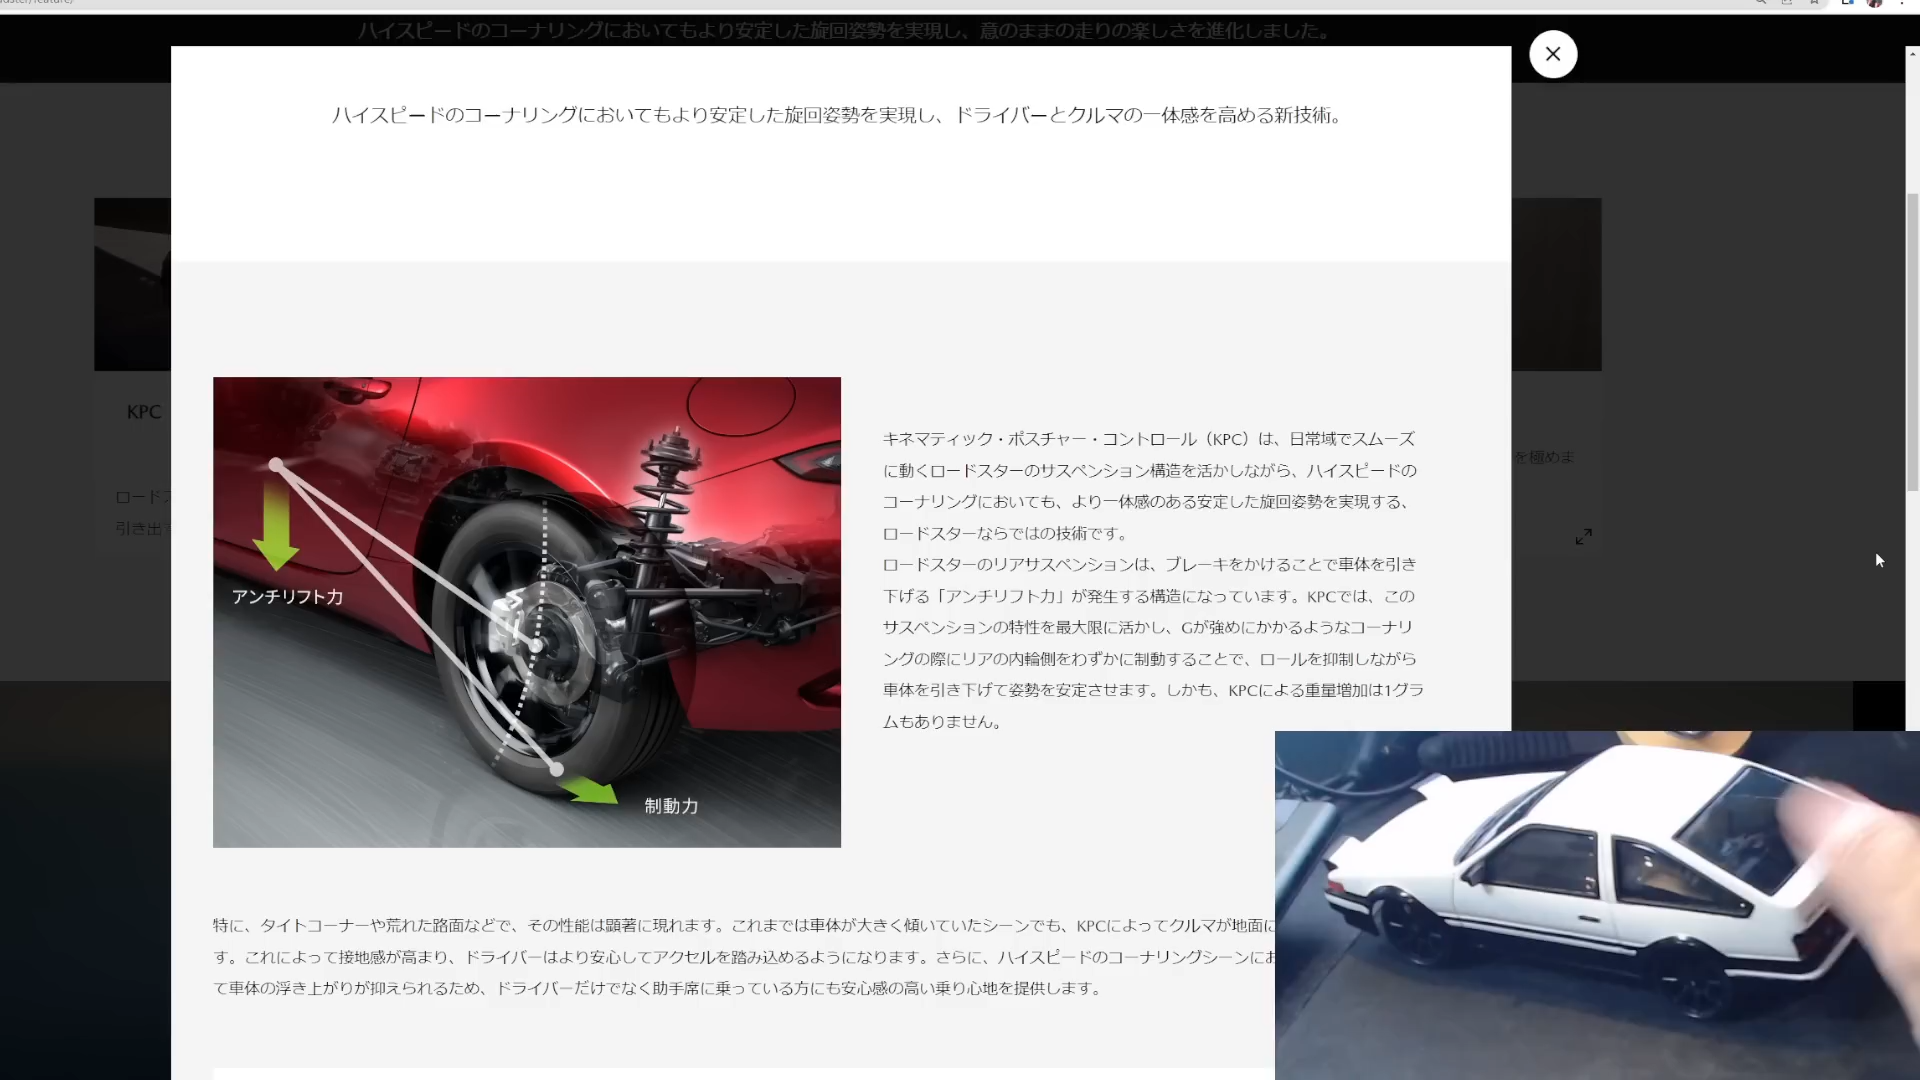 ハイスピードのコーナリングにおいてもより安定した旋回姿勢を実現し、意のままの走りの楽しさを進化しました。
ハイスピードのコーナリングにおいてもより安定した旋回姿勢を実現し、ドライバーとクルマの一体感を高める新技術。
KPC
ロード
引き出
を極めま
キネマティック・ポスチャー・コントロール（KPC）は、日常域でスムーズ
に動くロードスターのサスペンション構造を活かしながら、ハイスピードの
コーナリングにおいても、より一体感のある安定した旋回姿勢を実現する、
ロードスターならではの技術です。
ロードスターのリアサスペンションは、ブレーキをかけることで車体を引き
下げる「アンチリフト力」が発生する構造になっています。KPCでは、この
サスペンションの特性を最大限に活かし、Gが強めにかかるようなコーナリ
ングの際にリアの内輪側をわずかに制動することで、ロールを抑制しながら
車体を引き下げて姿勢を安定させます。しかも、KPCによる重量増加は1グラ
ムもありません。
アンチリフト力
制動力
特に、タイトコーナーや荒れた路面などで、その性能は顕著に現れます。これまでは車体が大きく傾いていたシーンでも、KPCによってクルマが地面に
す。これによって接地感が高まり、ドライバーはより安心してアクセルを踏み込めるようになります。さらに、ハイスピードのコーナリングシーンにお
て車体の浮き上がりが抑えられるため、ドライバーだけでなく助手席に乗っている方にも安心感の高い乗り心地を提供します。